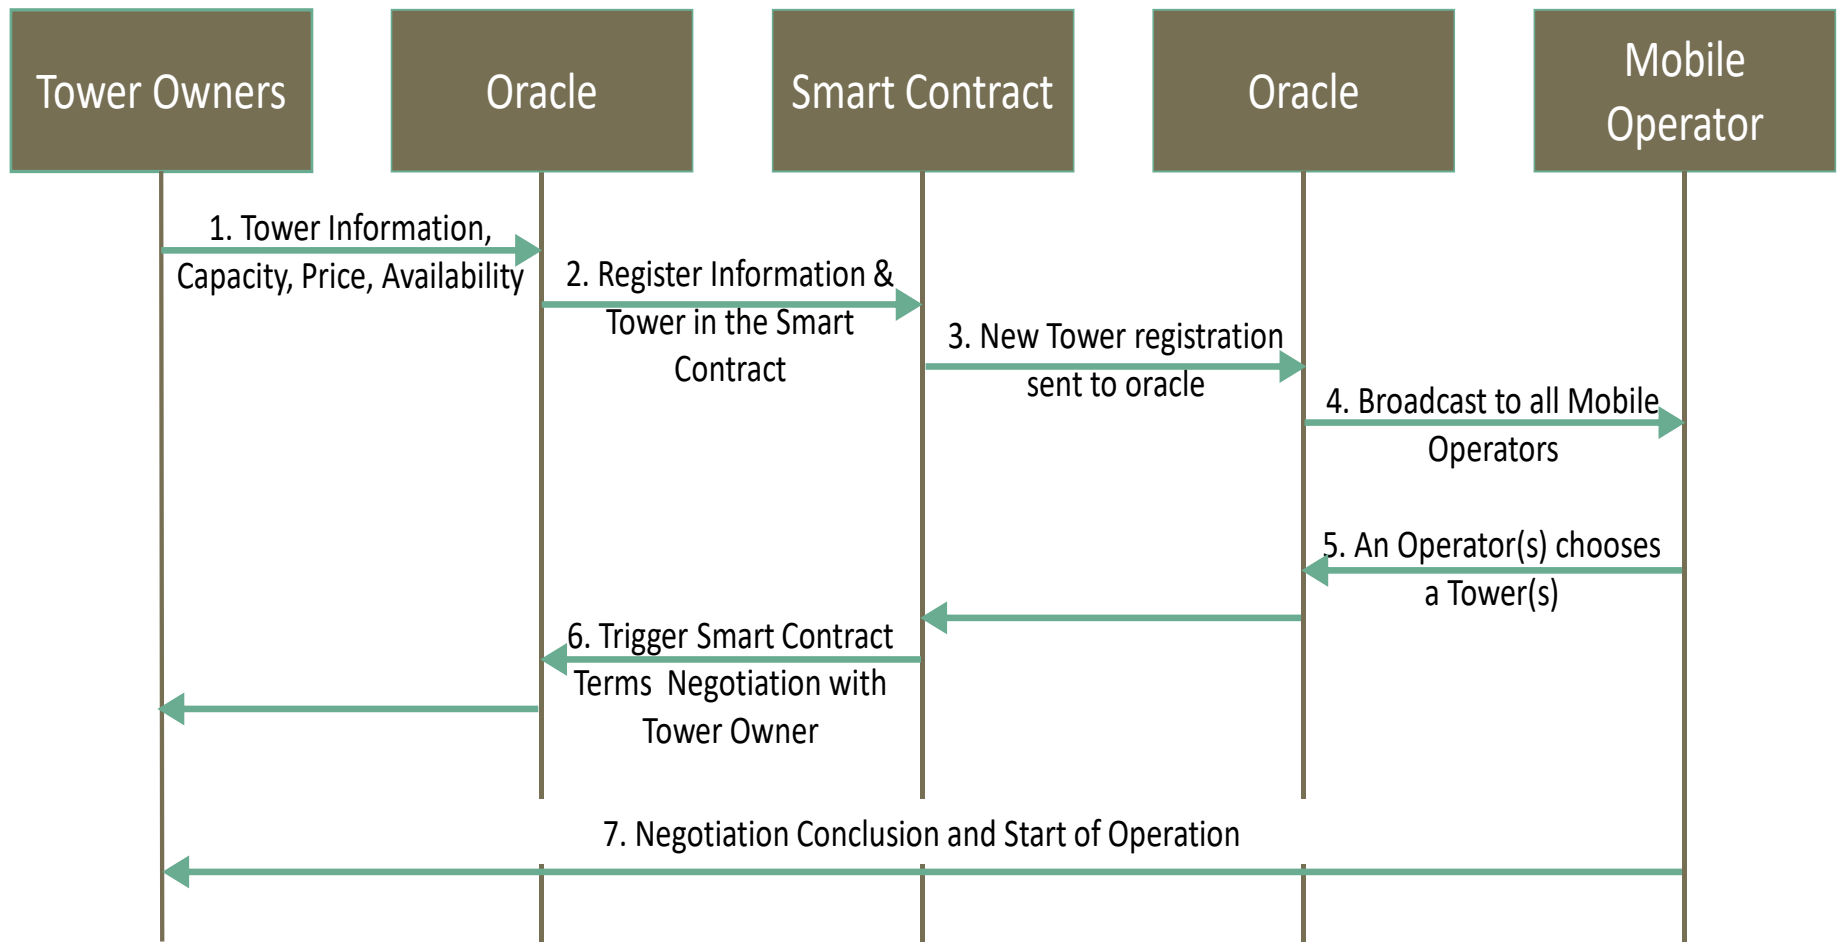 Tower Owners
Oracle
Smart Contract
Oracle
Mobile
Operator
1. Tower Information,
Capacity, Price, Availability
2. Register Information &
Tower in the Smart
Contract
3. New Tower registration
sent to oracle
4. Broadcast to all Mobile
Operators
5. An Operator(s) chooses
a Tower(s)
6. Trigger Smart Contract
Terms  Negotiation with
Tower Owner
7. Negotiation Conclusion and Start of Operation